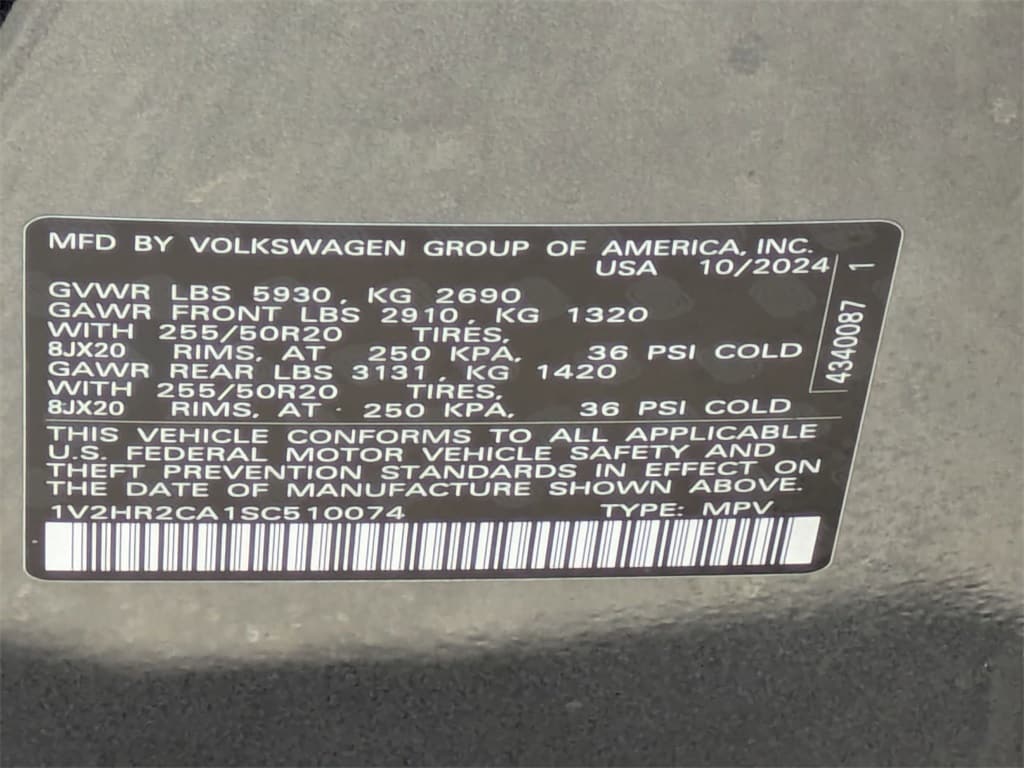 MFD BY VOLKSWAGEN GROUP OF AMERICA, INC.
USA 10/2024
GVWR LBS 5930, KG 2690
GAWR FRONT LBS 2910, KG 1320
WITH 255/50R20 TIRES,
8JX20 RIMS, AT 250 KPA, 36 PSI COLD
GAWR REAR LBS 3131, KG 1420
WITH 255/50R20 TIRES,
8JX20 RIMS, AT 250 KPA, 36 PSI COLD
THIS VEHICLE CONFORMS TO ALL APPLICABLE
U.S. FEDERAL MOTOR VEHICLE SAFETY AND
THEFT PREVENTION STANDARDS IN EFFECT ON
THE DATE OF MANUFACTURE SHOWN ABOVE.
1V2HR2CA1SC510074 TYPE: MPV
4340087 1